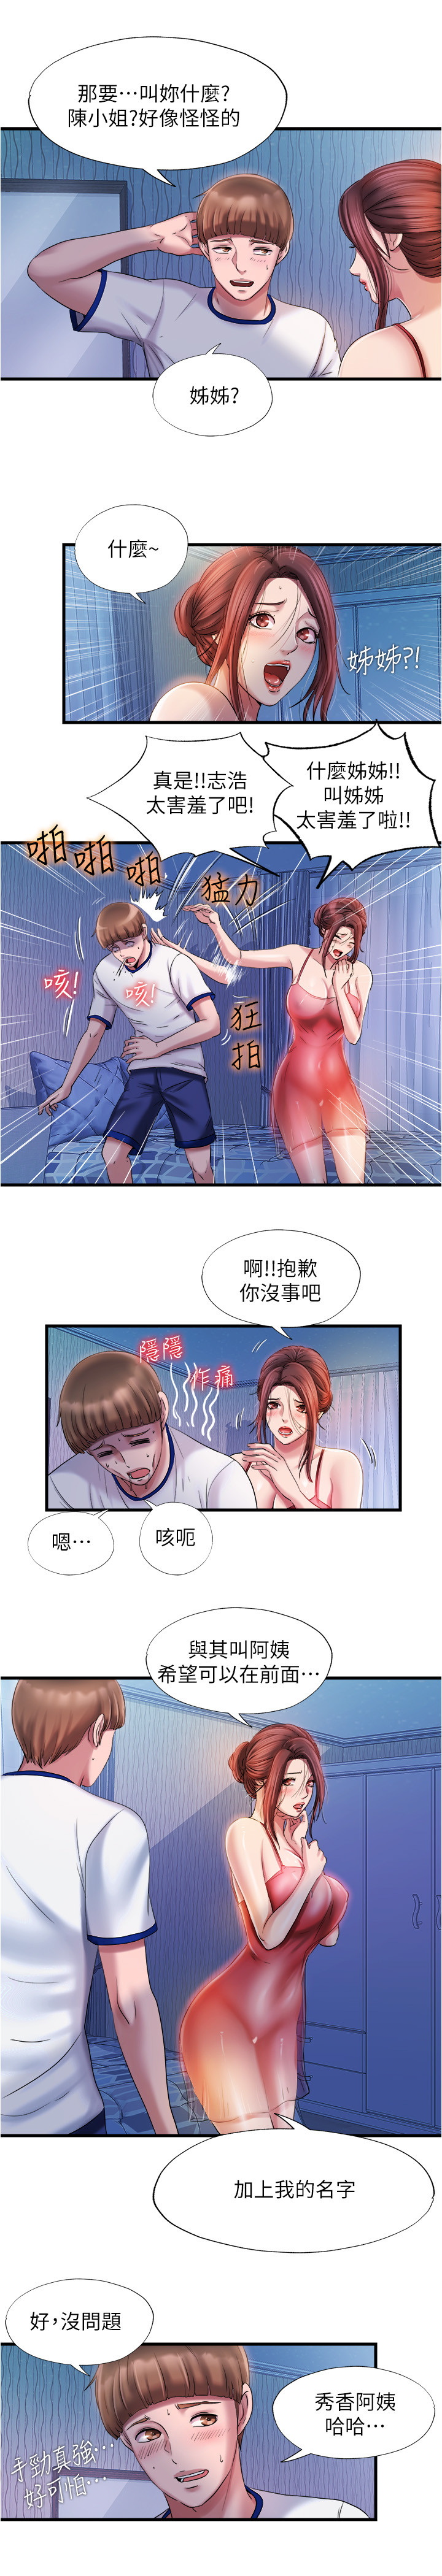 那要⋯叫妳什麼?
陳小姐?好像怪怪的
姊姊?
什麼~
姊姊?!
真是!!志浩
太害羞了吧!
什麼姊姊!!
叫姊姊
太害羞了啦!!
啪 啪 啪
猛力
咳!
咳!
狂
拍
啊!!抱歉
你沒事吧
隱隱
作痛
嗯⋯
咳呃
與其叫阿姨
希望可以在前面⋯
加上我的名字
好,沒問題
秀香阿姨
哈哈⋯
手勁真強⋯
好可怕⋯